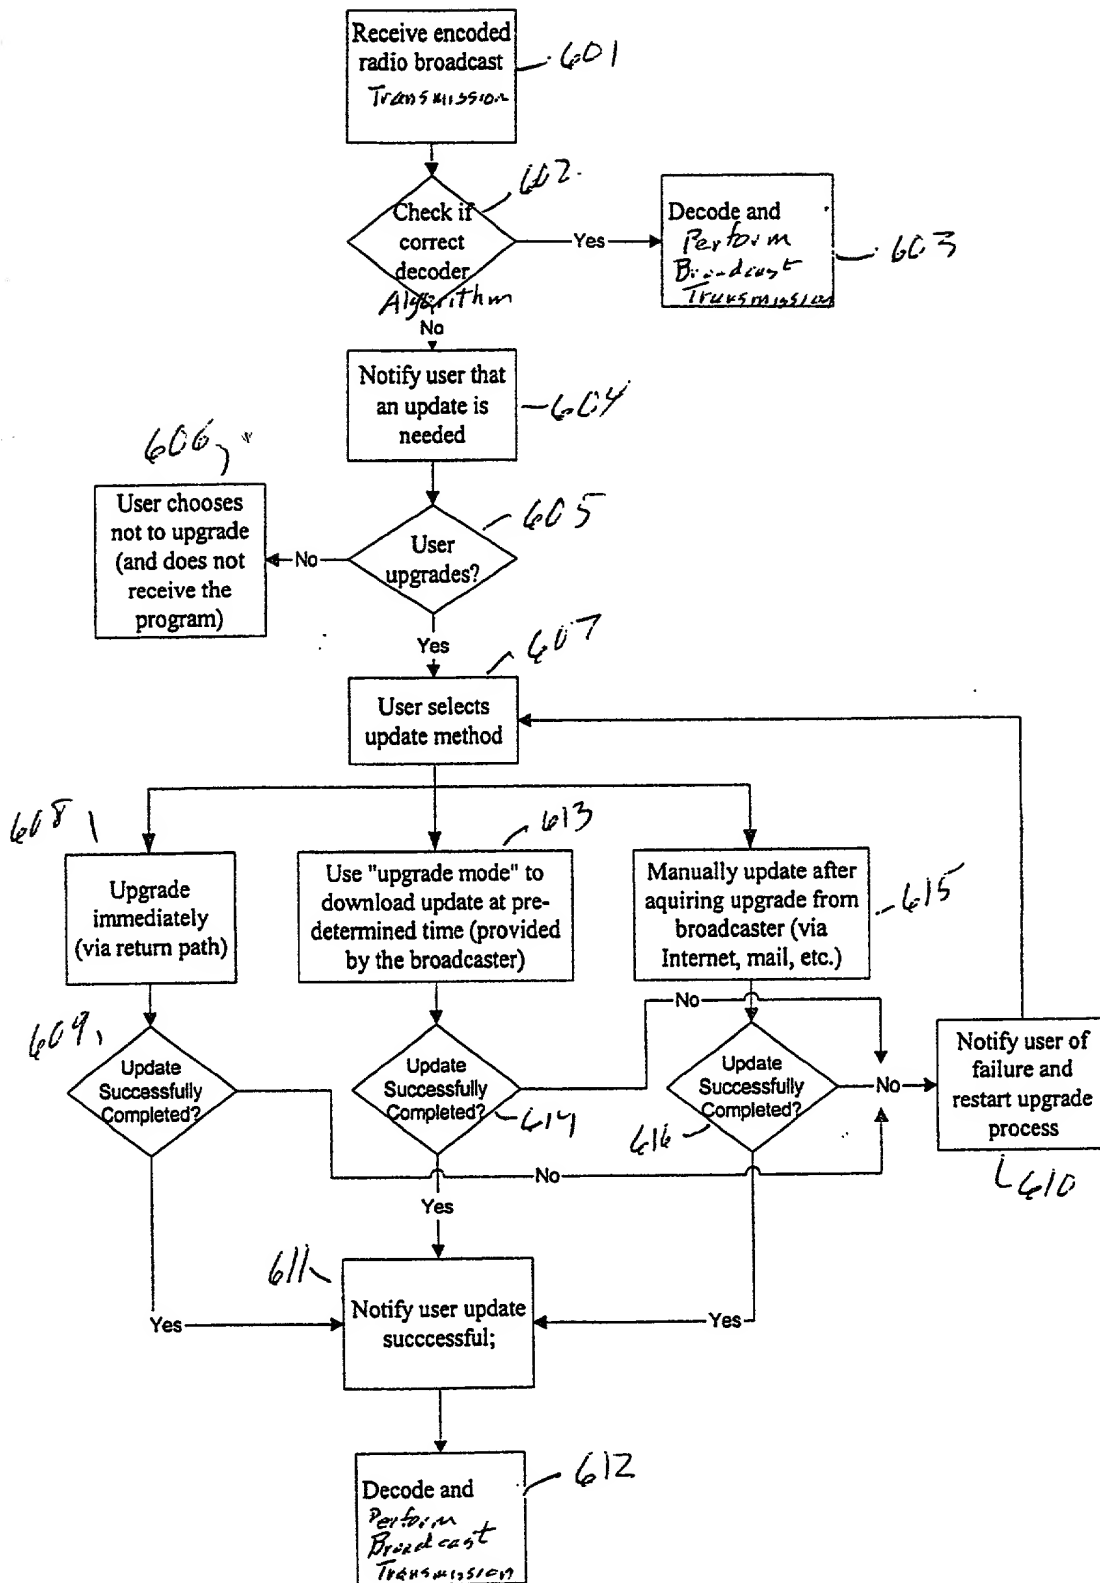 Receive encoded
radio broadcast
Transmission
601
602.
Check if
correct
decoder
Algorithm
Yes
Decode and
Perform
Broadcast
Transmission
603
No
Notify user that
an update is
needed
604
606
User chooses
not to upgrade
(and does not
receive the
program)
No
User
upgrades?
605
Yes
607
User selects
update method
608
Upgrade
immediately
(via return path)
613
Use "upgrade mode" to
download update at pre-
determined time (provided
by the broadcaster)
Manually update after
aquiring upgrade from
broadcaster (via
Internet, mail, etc.)
615
609
Update
Successfully
Completed?
Update
Successfully
Completed?
614
No
Update
Successfully
Completed?
616
No
Notify user of
failure and
restart upgrade
process
610
No
Yes
611
Notify user update
succcessful;
Yes
Yes
Decode and
Perform
Broadcast
Transmission
612